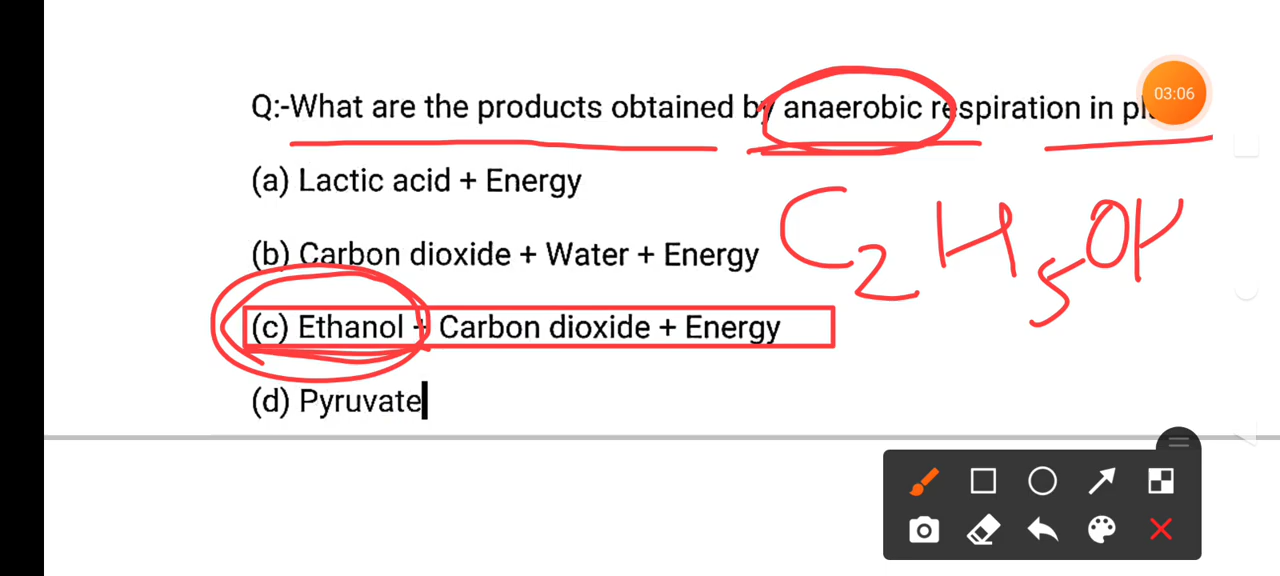 Q:-What are the products obtained by anaerobic respiration in
03:06
(a) Lactic acid + Energy
C2H5OH
(b) Carbon dioxide + Water + Energy
(c) Ethanol + Carbon dioxide + Energy
(d) Pyruvate